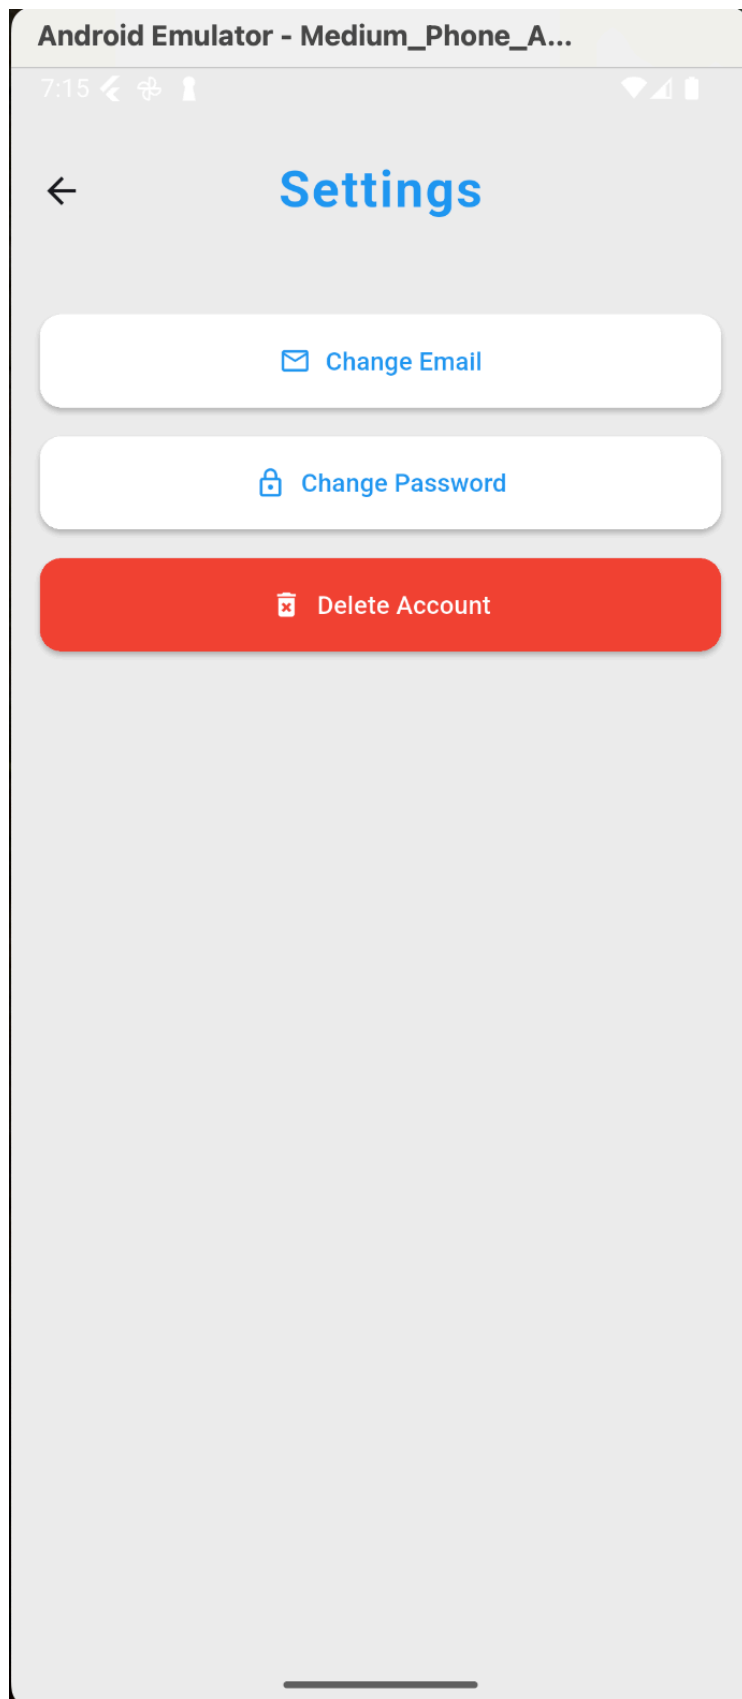 Android Emulator - Medium_Phone_A...
7:15
Settings
Change Email
Change Password
Delete Account